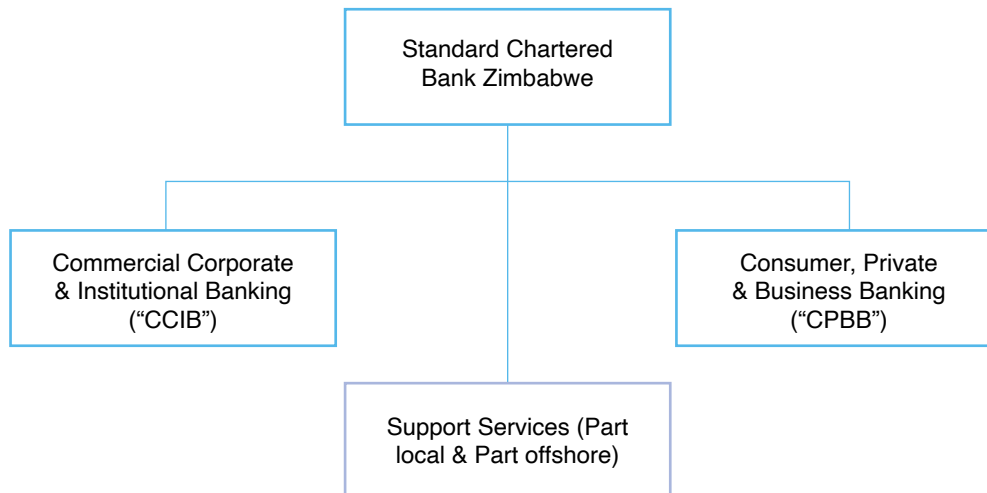 Standard Chartered
Bank Zimbabwe
Commercial Corporate
& Institutional Banking
(“CCIB”)
Consumer, Private
& Business Banking
(“CPBB”)
Support Services (Part
local & Part offshore)